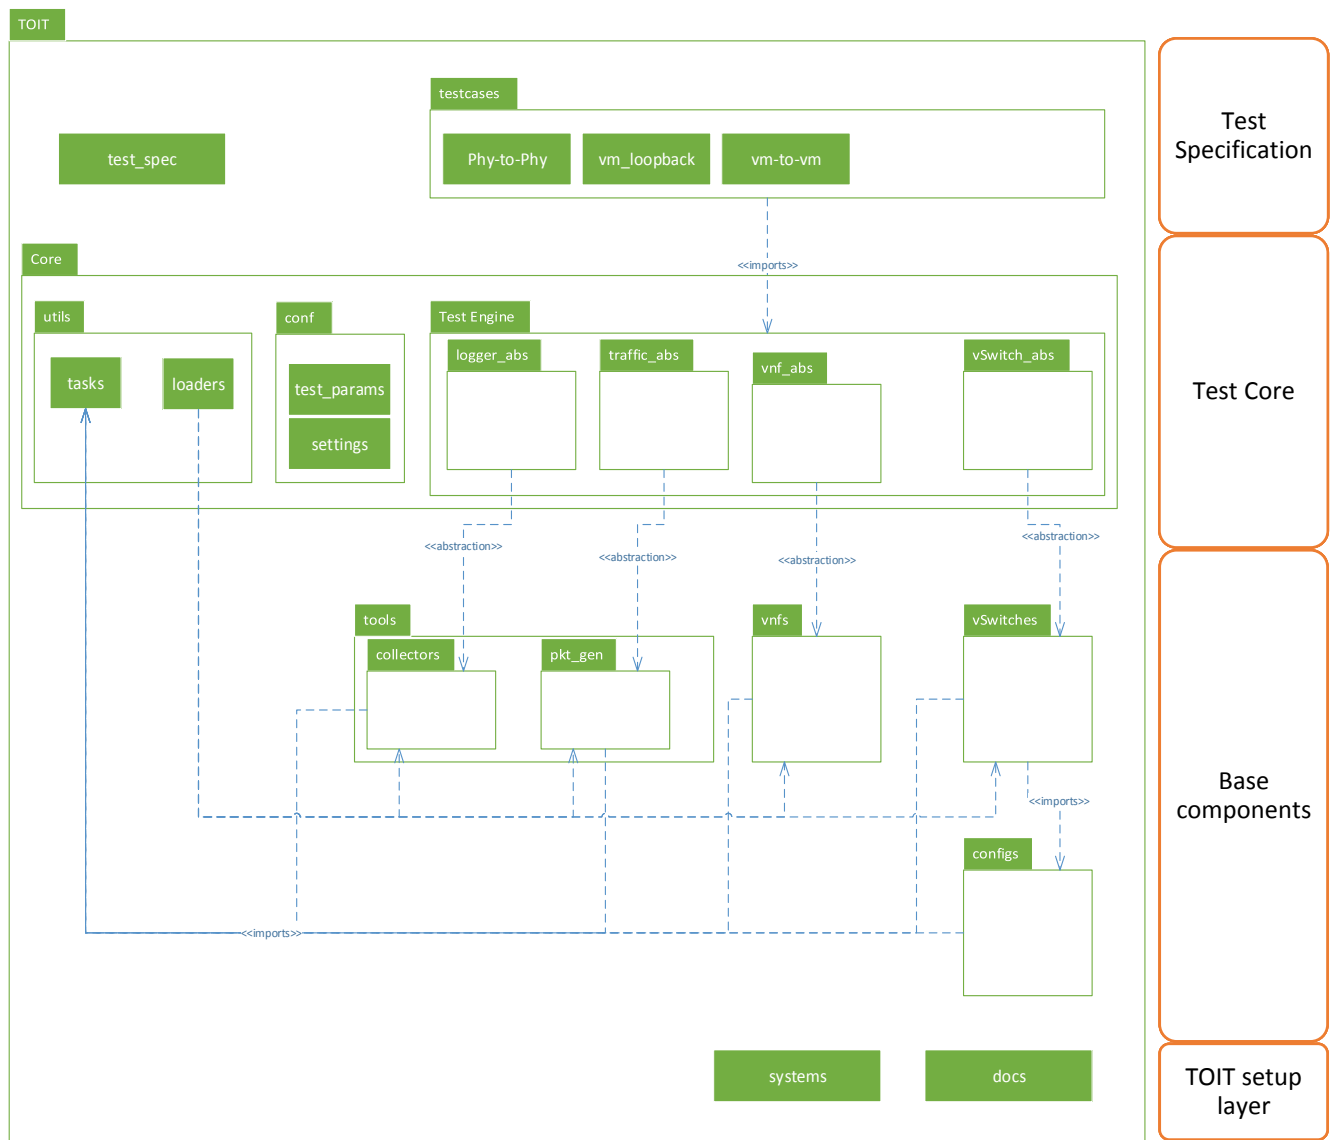 TOIT
testcases
Phy-to-Phy
vm_loopback
vm-to-vm
test_spec
Test
Specification
<<imports>>
Core
utils
tasks
loaders
conf
test_params
settings
Test Engine
logger_abs
traffic_abs
vnf_abs
vSwitch_abs
Test Core
<<abstraction>>
<<abstraction>>
<<abstraction>>
<<abstraction>>
tools
collectors
pkt_gen
vnfs
vSwitches
<<imports>>
configs
<<imports>>
Base
components
systems
docs
TOIT setup
layer